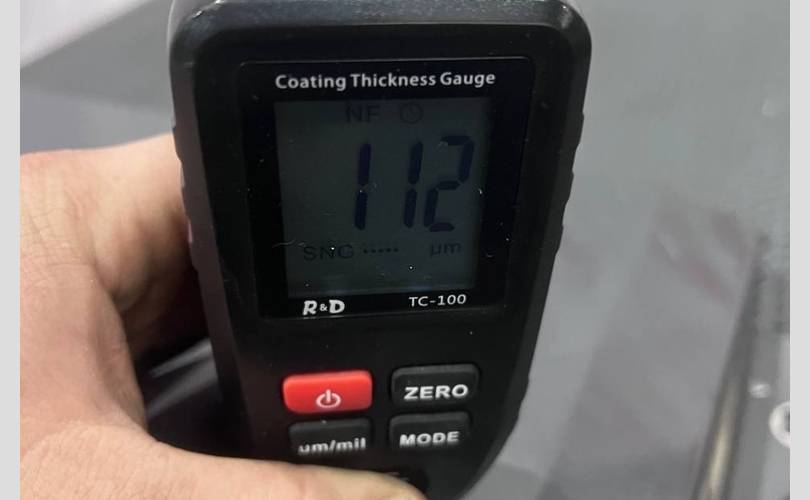 Coating Thickness Gauge
NF
112
SNG ..... μm
R&D TC-100
ZERO
um/mil MODE